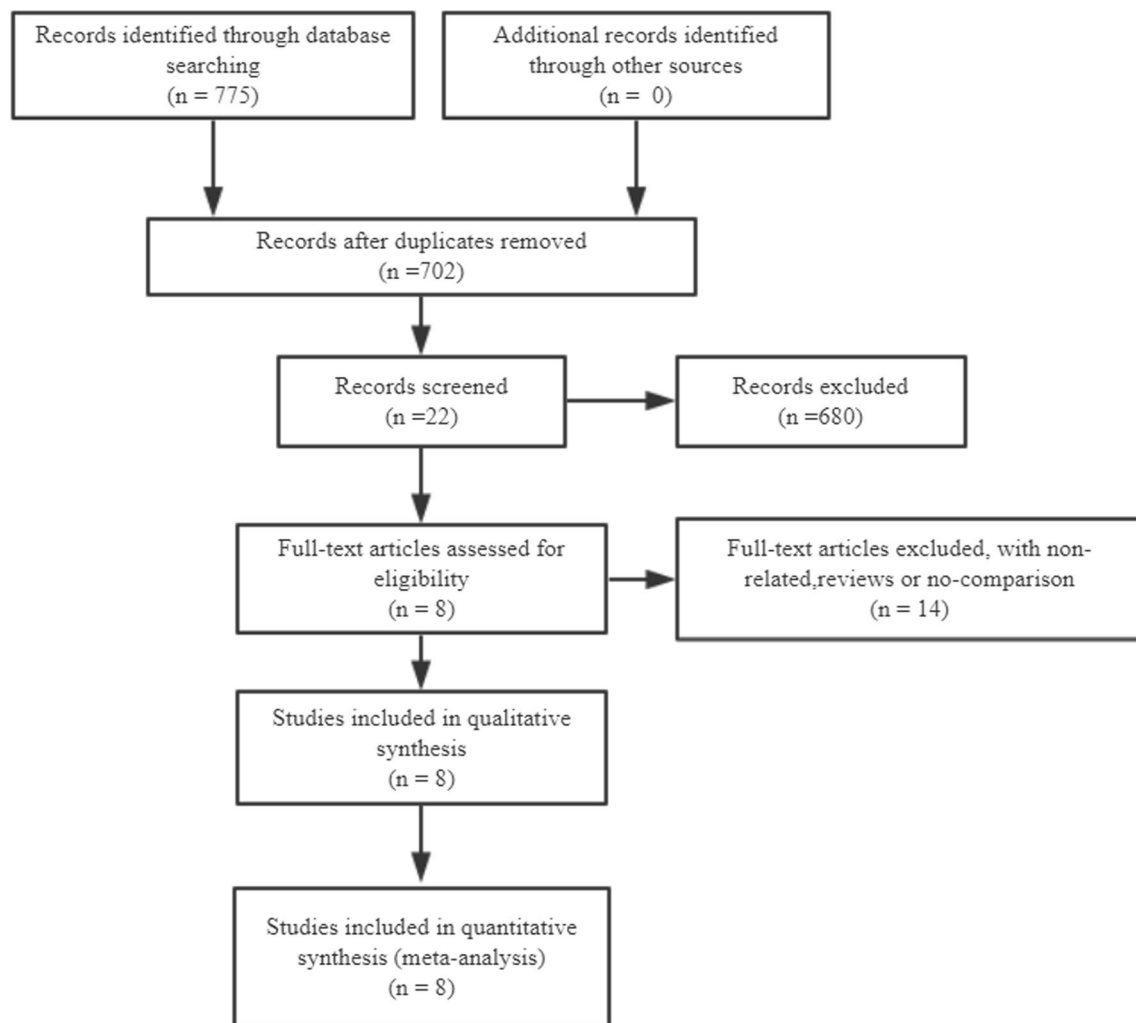 Records identified through database
searching
(n = 775)
Additional records identified
through other sources
(n = 0)
Records after duplicates removed
(n =702)
Records screened
(n =22)
Records excluded
(n =680)
Full-text articles assessed for
eligibility
(n = 8)
Full-text articles excluded, with non-
related,reviews or no-comparison
(n = 14)
Studies included in qualitative
synthesis
(n = 8)
Studies included in quantitative
synthesis (meta-analysis)
(n = 8)